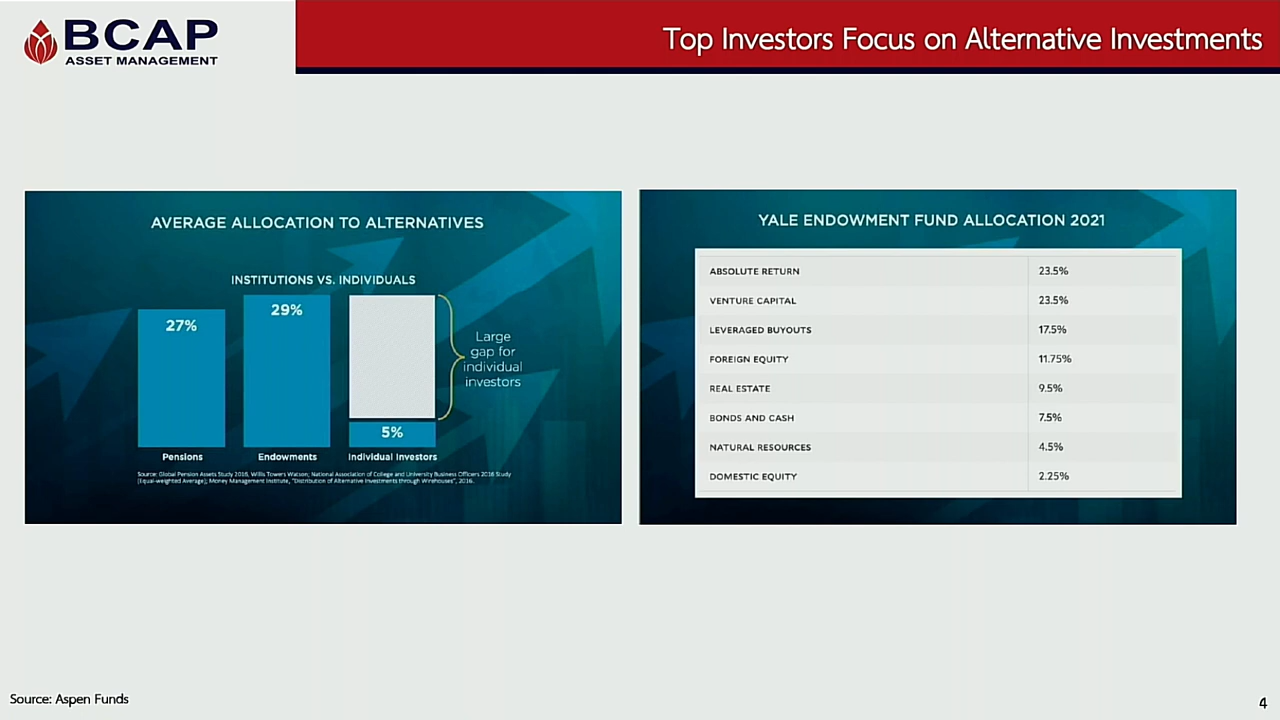 BCAP
ASSET MANAGEMENT
Top Investors Focus on Alternative Investments
AVERAGE ALLOCATION TO ALTERNATIVES
INSTITUTIONS VS. INDIVIDUALS
27%
29%
5%
Large
gap for
individual
investors
Pensions
Endowments
Individual Investors
Source: Global Pension Assets Study 2016, Willis Towers Watson; National Association of College and University Business Officers 2016 Study
(Equal-weighted Average); Money Management Institute, "Distribution of Alternative Investments through Wirehouses", 2016.
YALE ENDOWMENT FUND ALLOCATION 2021
ABSOLUTE RETURN 23.5%
VENTURE CAPITAL 23.5%
LEVERAGED BUYOUTS 17.5%
FOREIGN EQUITY 11.75%
REAL ESTATE 9.5%
BONDS AND CASH 7.5%
NATURAL RESOURCES 4.5%
DOMESTIC EQUITY 2.25%
Source: Aspen Funds
4